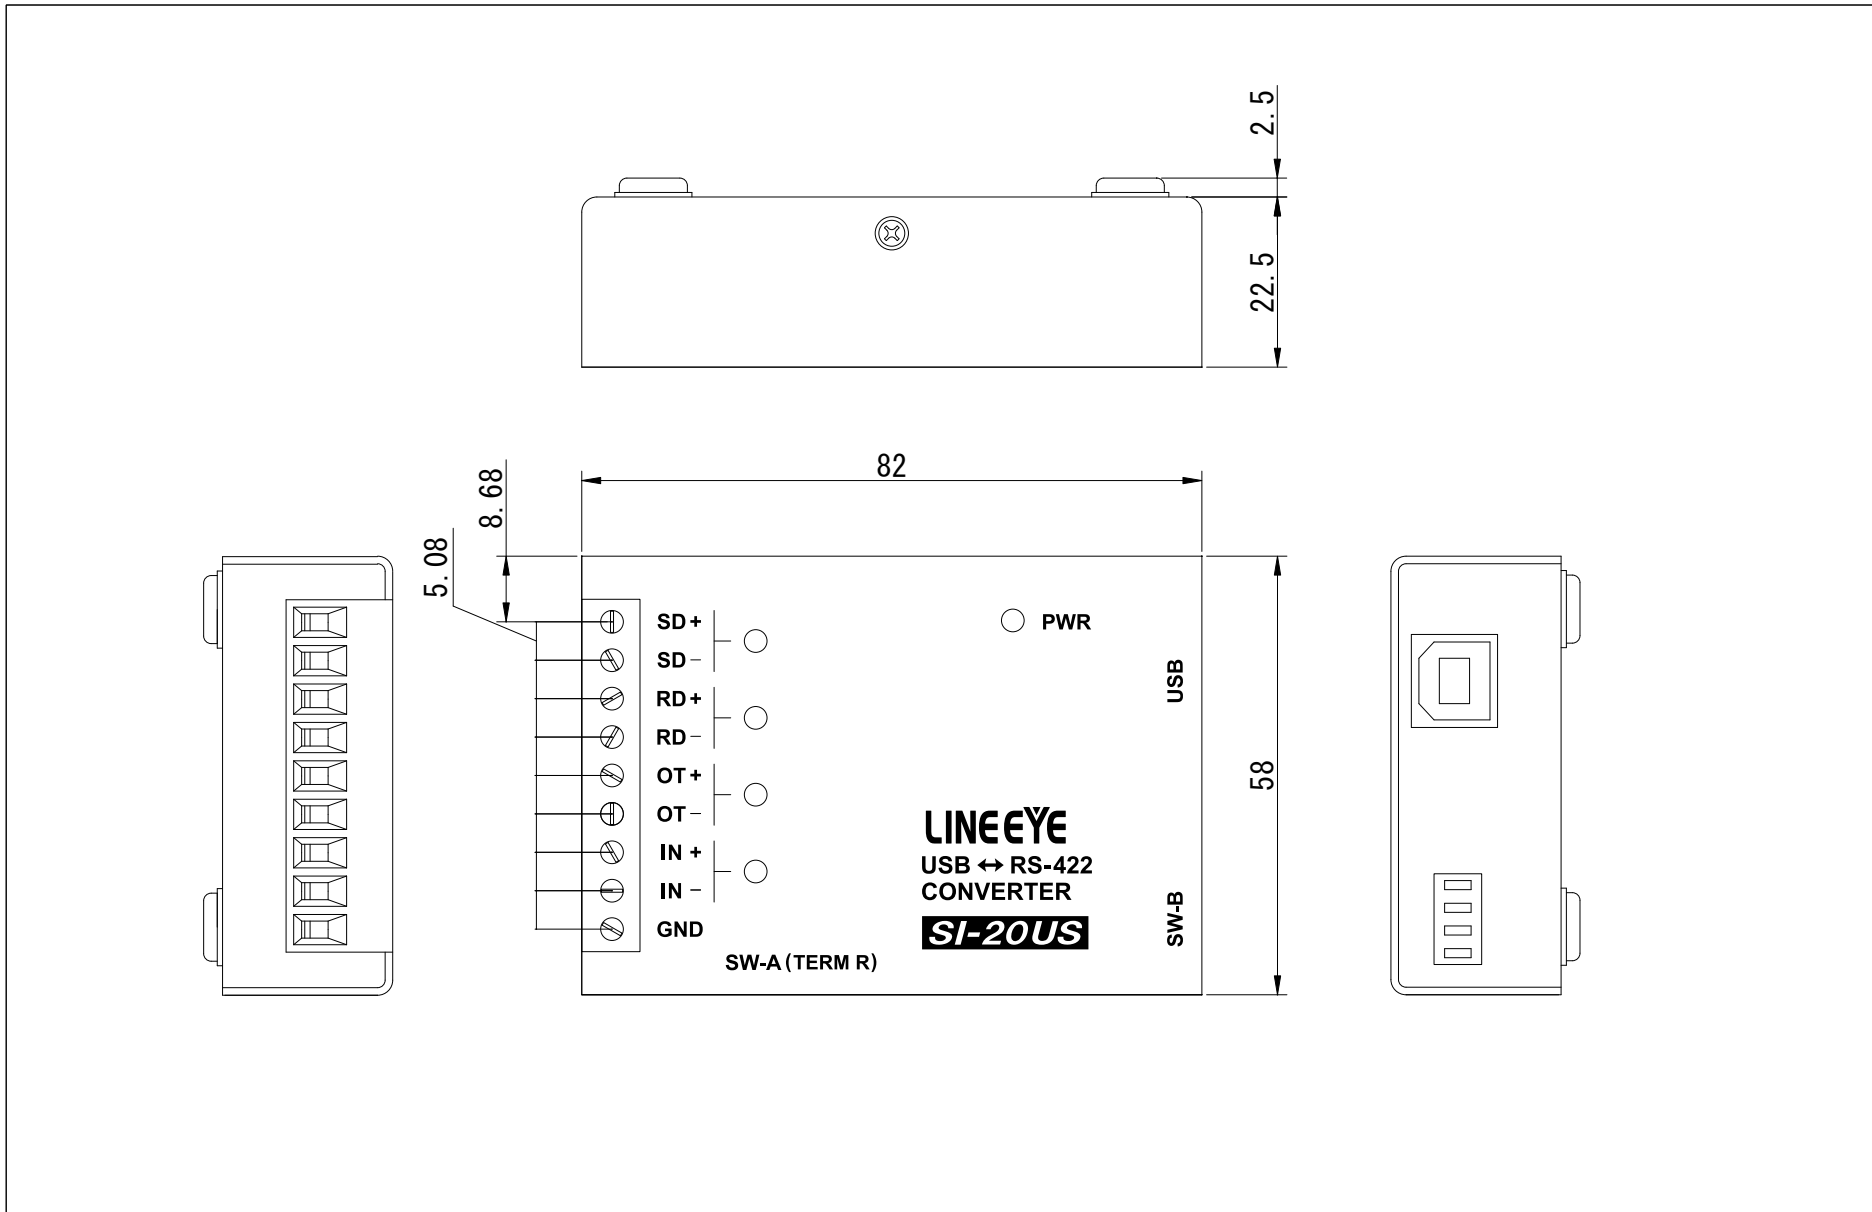 2.5
22.5
82
8.68
5.08
58
SD+
SD−
RD+
RD−
OT+
OT−
IN +
IN −
GND
SW-A (TERM R)
PWR
USB
LINEEYE
USB ↔ RS-422
CONVERTER
SI-20US
SW-B